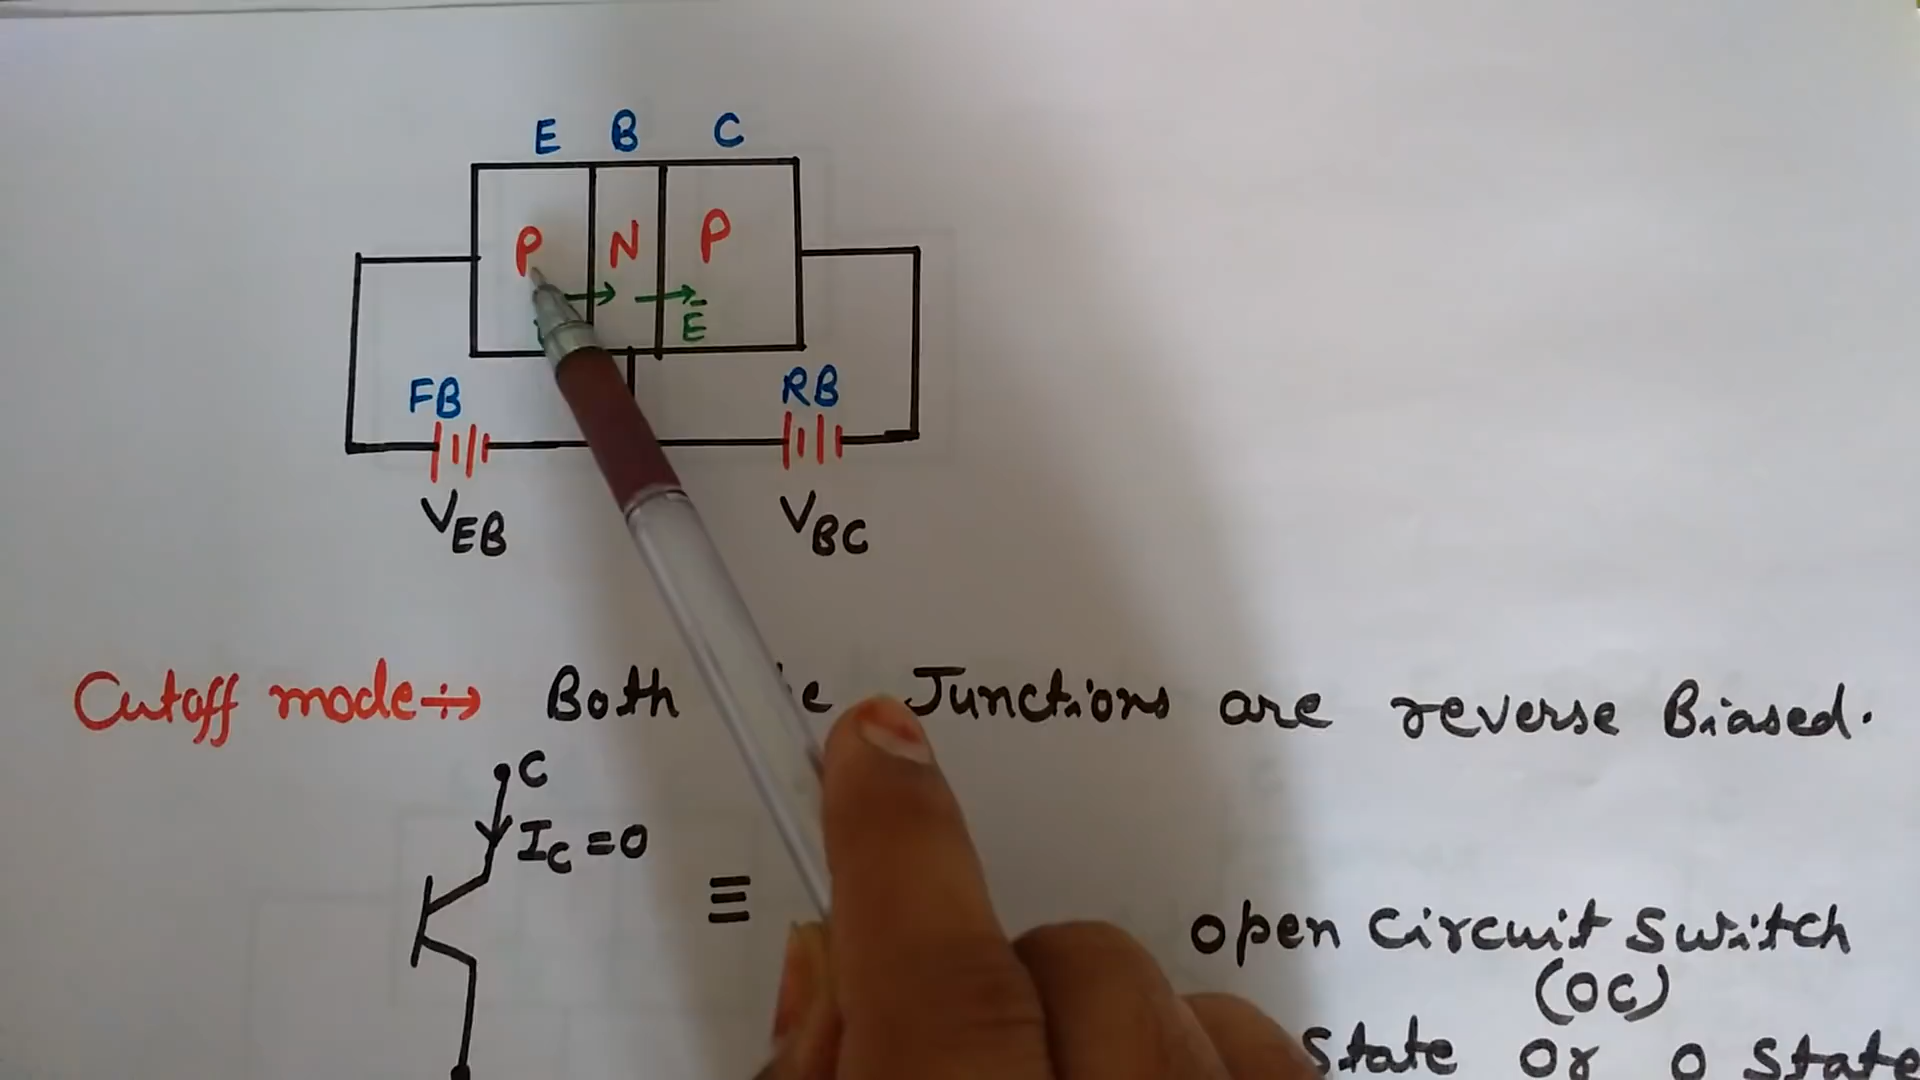 E B C
P N P
Ē
FB RB
VEB VBC
Cutoff mode :→ Both Junctions are reverse Biased.
C
IC = 0
≡
open Circuit Switch
(OC)
State or 0 State